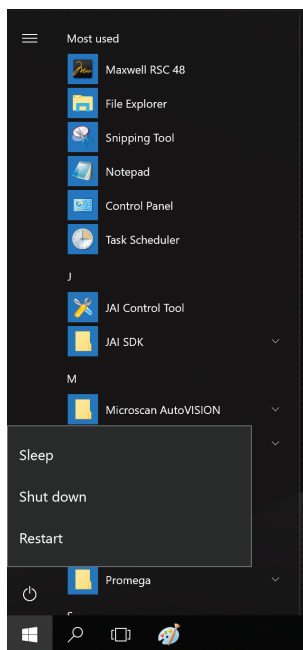 Most used
Maxwell RSC 48
File Explorer
Snipping Tool
Notepad
Control Panel
Task Scheduler
J
JAI Control Tool
JAI SDK
M
Microscan AutoVISION
Sleep
Shut down
Restart
Promega